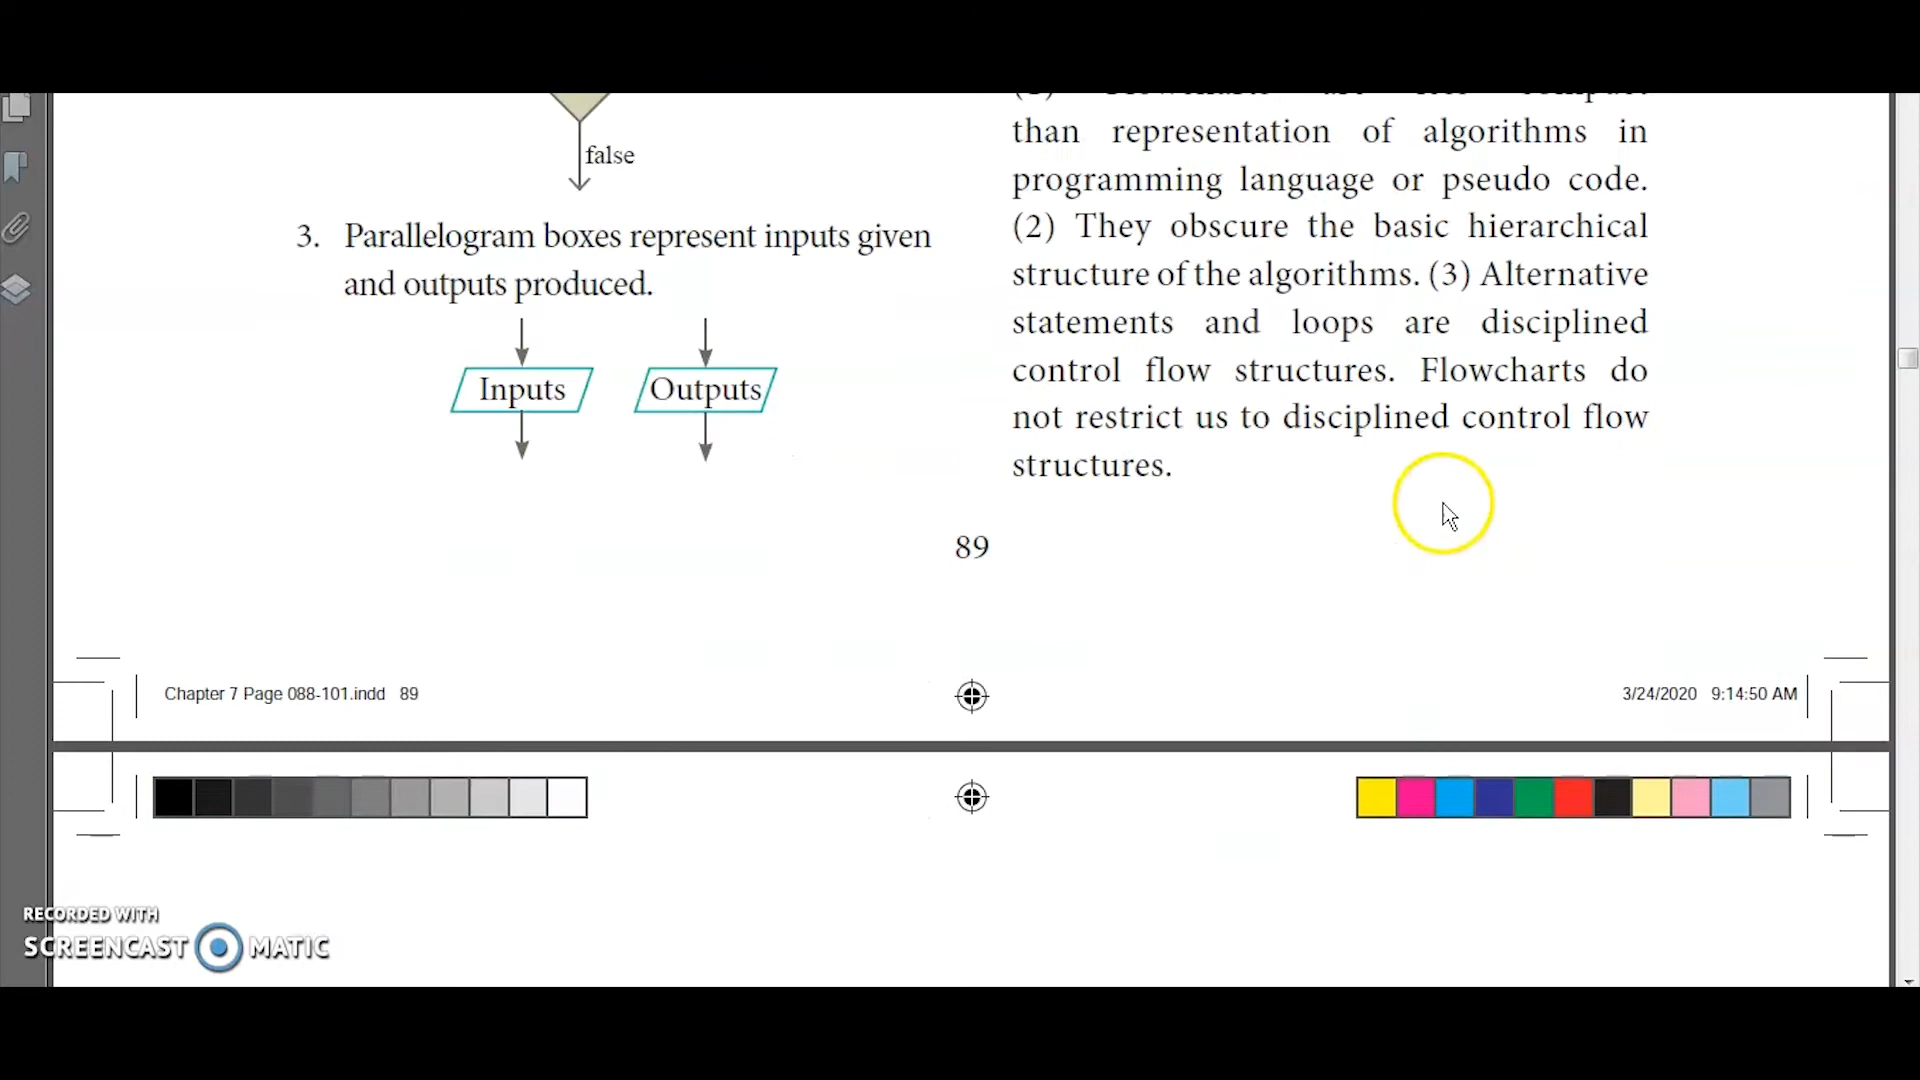 false
3. Parallelogram boxes represent inputs given
and outputs produced.
Inputs
Outputs
than representation of algorithms in
programming language or pseudo code.
(2) They obscure the basic hierarchical
structure of the algorithms. (3) Alternative
statements and loops are disciplined
control flow structures. Flowcharts do
not restrict us to disciplined control flow
structures.
89
Chapter 7 Page 088-101.indd 89
3/24/2020 9:14:50 AM
RECORDED WITH
SCREENCAST MATIC